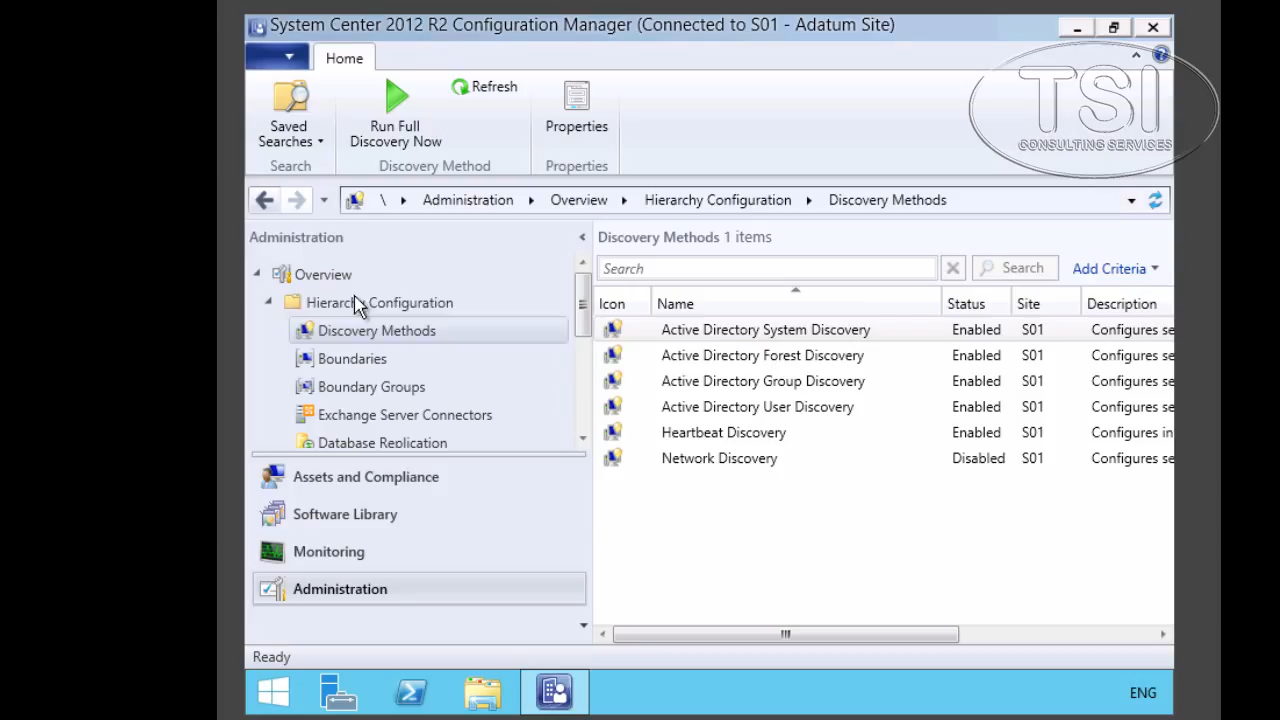 System Center 2012 R2 Configuration Manager (Connected to S01 - Adatum Site)
Home
Saved Searches
Run Full Discovery Now
Refresh
Properties
Search
Discovery Method
Properties
TSI
CONSULTING SERVICES
\ Administration Overview Hierarchy Configuration Discovery Methods
Administration
Overview
Hierarchy Configuration
Discovery Methods
Boundaries
Boundary Groups
Exchange Server Connectors
Database Replication
Assets and Compliance
Software Library
Monitoring
Administration
Discovery Methods 1 items
Search
Search
Add Criteria
Icon Name Status Site Description
Active Directory System Discovery Enabled S01 Configures se
Active Directory Forest Discovery Enabled S01 Configures se
Active Directory Group Discovery Enabled S01 Configures se
Active Directory User Discovery Enabled S01 Configures se
Heartbeat Discovery Enabled S01 Configures in
Network Discovery Disabled S01 Configures se
Ready
ENG